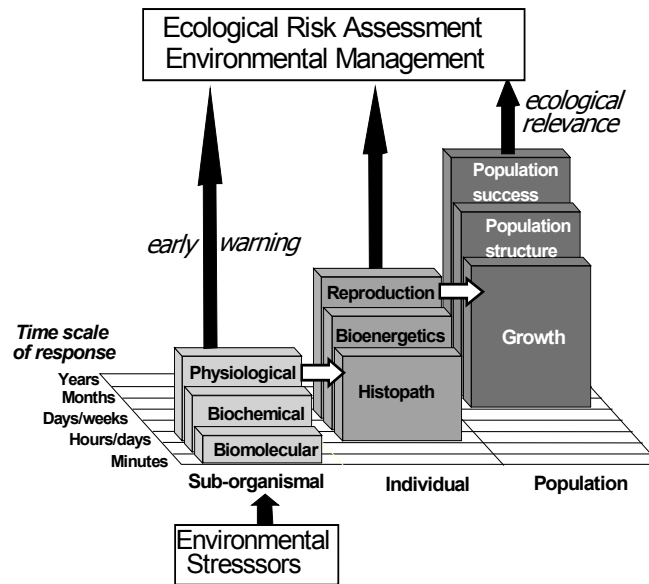 Ecological Risk Assessment
Environmental Management
ecological
relevance
Population
success
Population
structure
early warning
Reproduction
Bioenergetics
Growth
Histopath
Time scale
of response
Years
Months
Days/weeks
Hours/days
Minutes
Physiological
Biochemical
Biomolecular
Sub-organismal
Individual
Population
Environmental
Stresssors